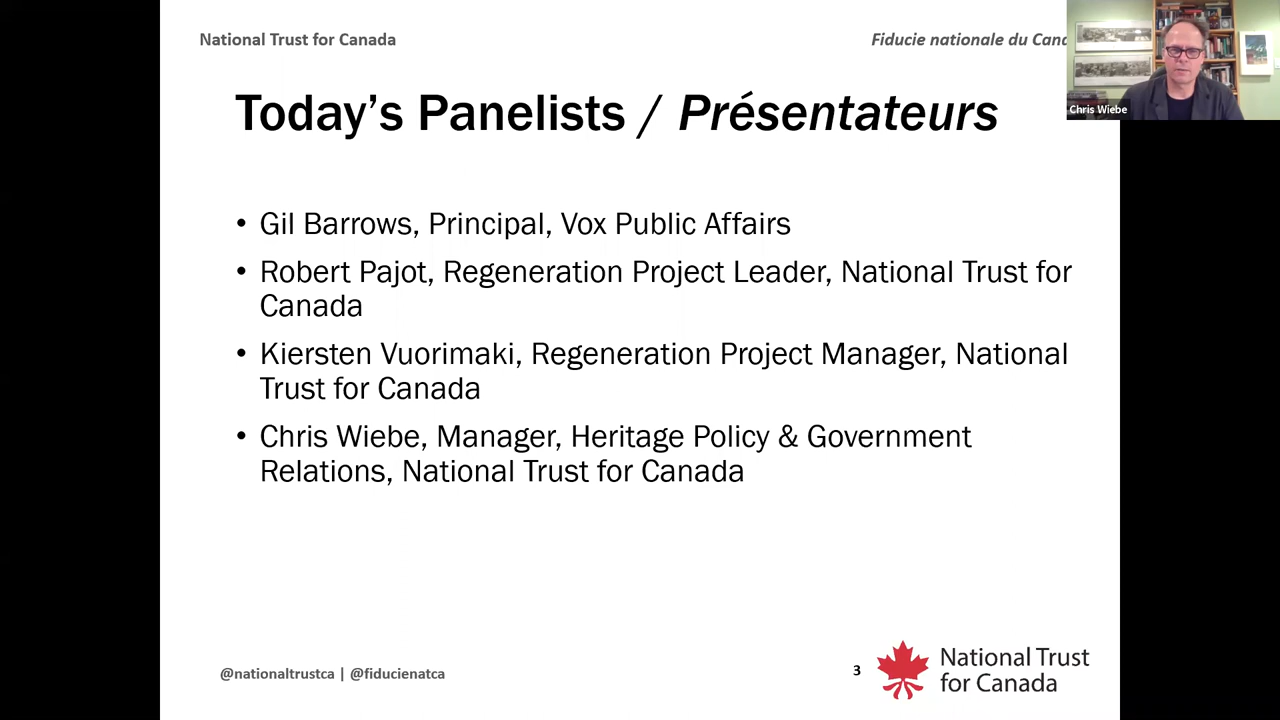 National Trust for Canada
Fiducie nationale du Cana
Chris Wiebe
Today's Panelists / Présentateurs
• Gil Barrows, Principal, Vox Public Affairs
• Robert Pajot, Regeneration Project Leader, National Trust for
Canada
• Kiersten Vuorimaki, Regeneration Project Manager, National
Trust for Canada
• Chris Wiebe, Manager, Heritage Policy & Government
Relations, National Trust for Canada
@nationaltrustca | @fiducienatca
3
National Trust
for Canada